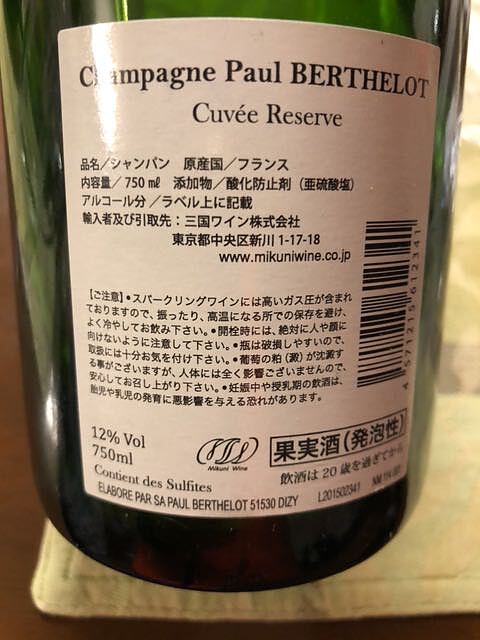 Champagne Paul BERTHELOT
Cuvée Reserve
品名／シャンパン 原産国／フランス
内容量／750㎖ 添加物／酸化防止剤（亜硫酸塩）
アルコール分／ラベル上に記載
輸入者及び引取先：三国ワイン株式会社
東京都中央区新川1-17-18
www.mikuniwine.co.jp
【ご注意】•スパークリングワインには高いガス圧が含まれ
ておりますので、振ったり、高温になる所での保存を避け、
よく冷やしてお飲み下さい。•開栓時には、絶対に人や顔に
向けないように注意して下さい。•瓶は破損しやすいので、
取扱には十分お気を付け下さい。•葡萄の粕（澱）が沈澱す
る事がございますが、人体には全く影響ございませんので、
安心してお召し上がり下さい。•妊娠中や授乳期の飲酒は、
胎児や乳児の発育に悪影響を与える恐れがあります。
4571215612341
12% Vol
750ml
Mikuni Wine
果実酒（発泡性）
飲酒は20歳を過ぎてから
Contient des Sulfites
ELABORE PAR SA PAUL BERTHELOT 51530 DIZY L201502341